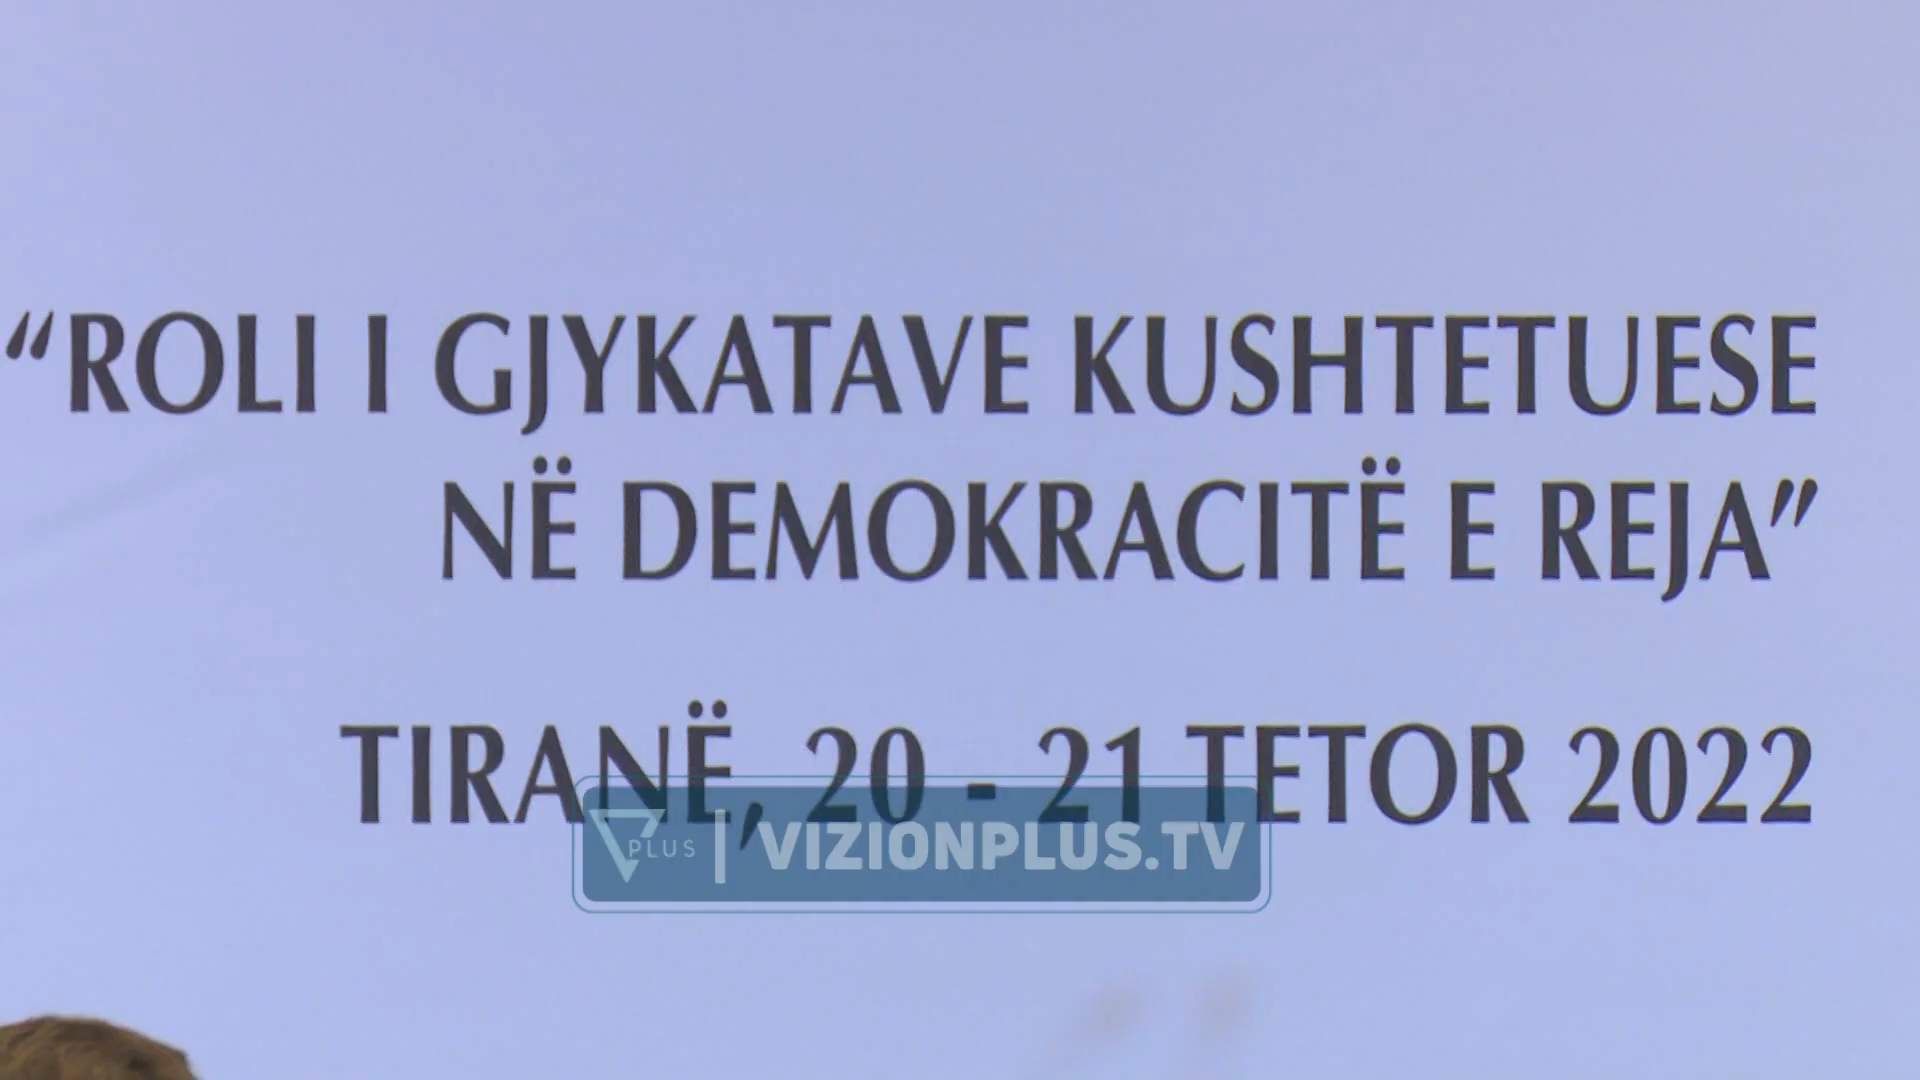 “ROLI I GJYKATAVE KUSHTETUESE
NË DEMOKRACITË E REJA”
TIRANË, 20 - 21 TETOR 2022
PLUS | VIZIONPLUS.TV